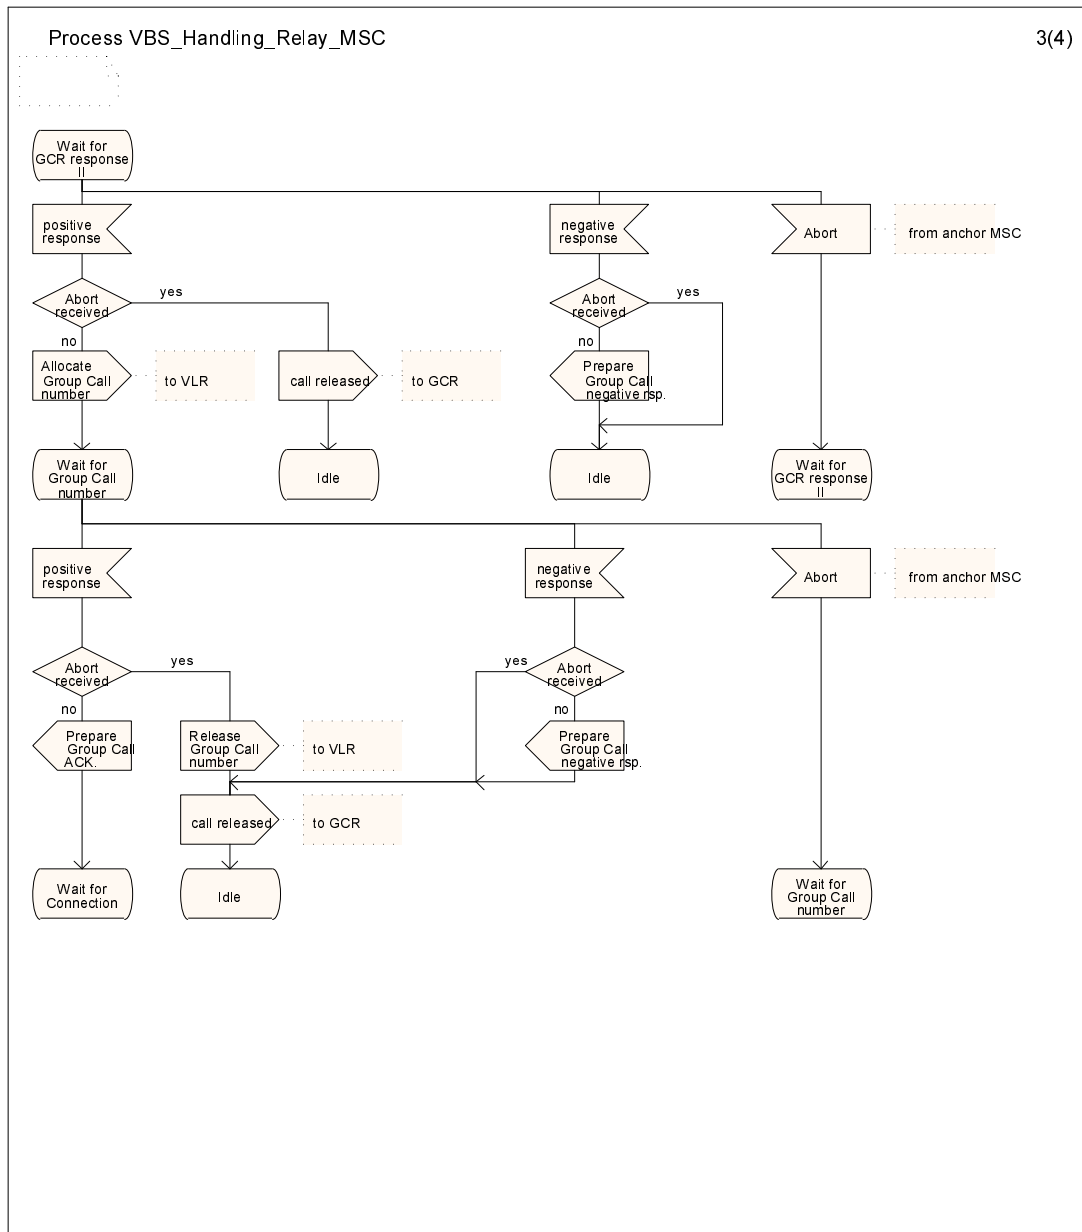 Process VBS_Handling_Relay_MSC
3(4)
Wait for
GCR response
II
positive
response
negative
response
Abort
from anchor MSC
Abort
received
yes
no
Abort
received
yes
no
Allocate
Group Call
number
to VLR
call released
to GCR
Prepare
Group Call
negative rsp.
Wait for
Group Call
number
Idle
Idle
Wait for
GCR response
II
positive
response
negative
response
Abort
from anchor MSC
Abort
received
yes
no
yes
Abort
received
no
Prepare
Group Call
ACK.
Release
Group Call
number
to VLR
Prepare
Group Call
negative rsp.
call released
to GCR
Wait for
Connection
Idle
Wait for
Group Call
number